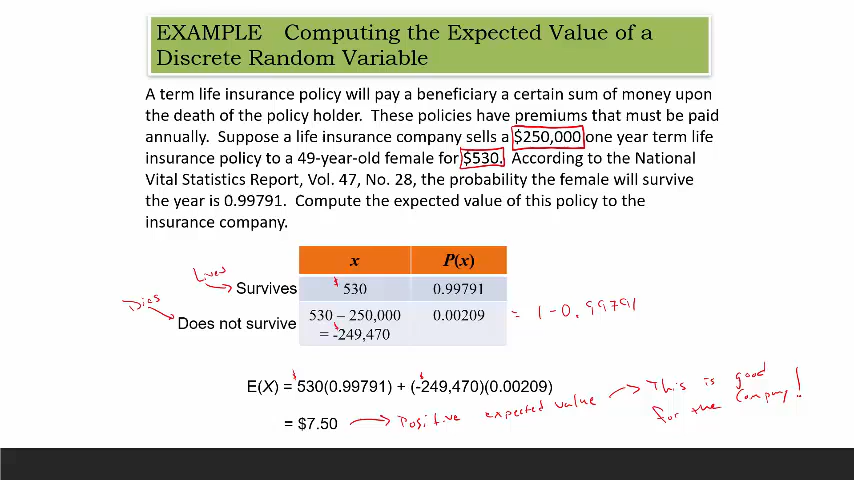 EXAMPLE Computing the Expected Value of a
Discrete Random Variable
A term life insurance policy will pay a beneficiary a certain sum of money upon
the death of the policy holder. These policies have premiums that must be paid
annually. Suppose a life insurance company sells a $250,000 one year term life
insurance policy to a 49-year-old female for $530. According to the National
Vital Statistics Report, Vol. 47, No. 28, the probability the female will survive
the year is 0.99791. Compute the expected value of this policy to the
insurance company.
x P(x)
Lives
Survives $530 0.99791
Dies
Does not survive 530 – 250,000 0.00209 = 1-0.99791
= -$249,470
E(X) = $530(0.99791) + (-$249,470)(0.00209)
= $7.50 → Positive expected value → This is good
for the Company!